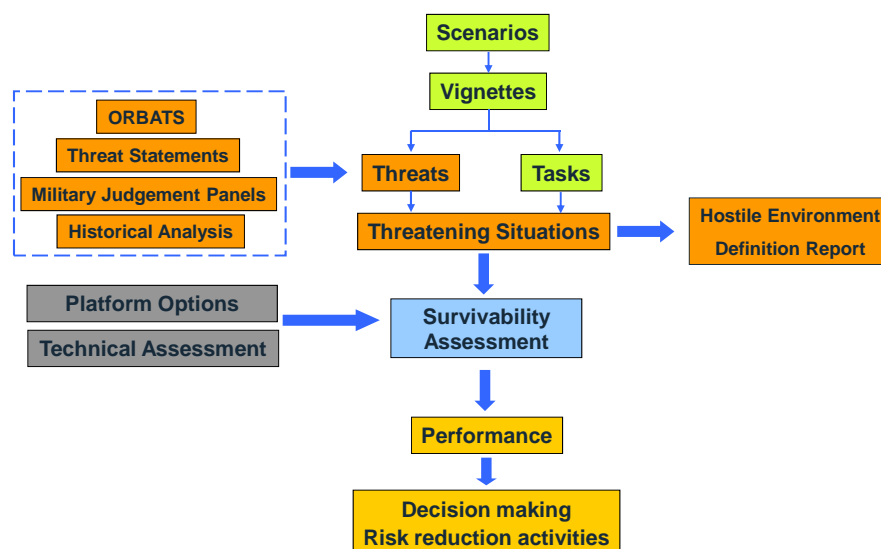 Scenarios
Vignettes
ORBATS
Threat Statements
Military Judgement Panels
Historical Analysis
Threats
Tasks
Threatening Situations
Hostile Environment
Definition Report
Platform Options
Technical Assessment
Survivability
Assessment
Performance
Decision making
Risk reduction activities